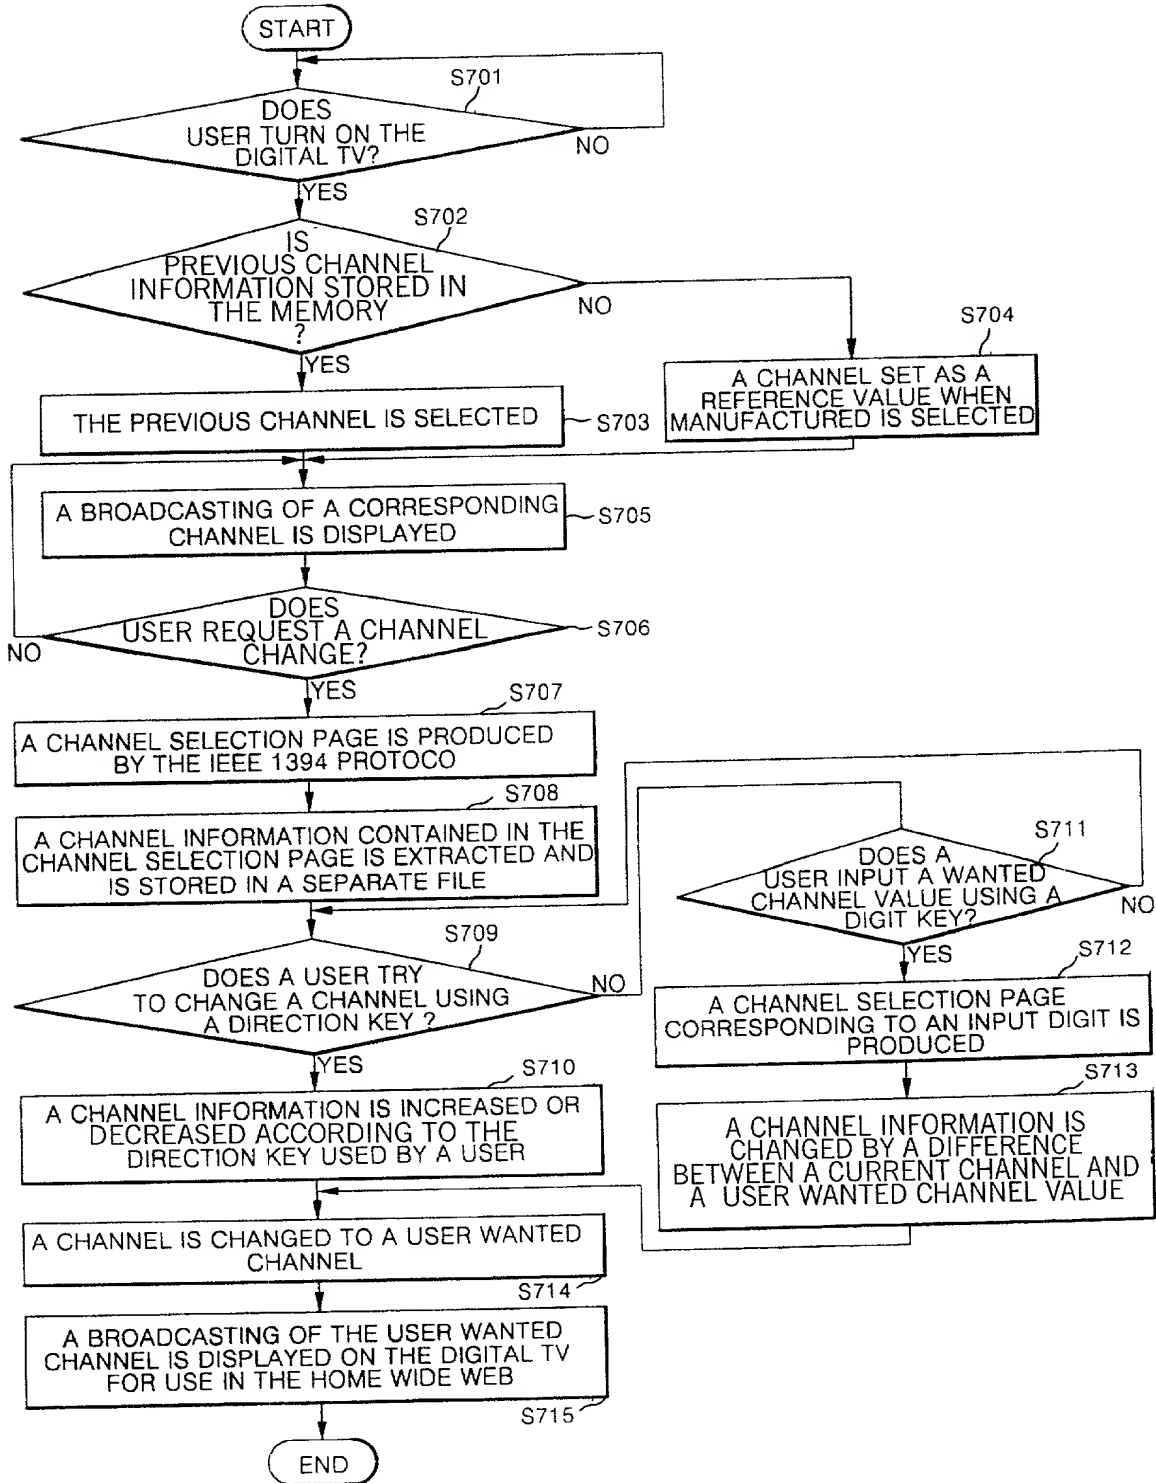 START
S701
DOES
USER TURN ON THE
DIGITAL TV?
NO
YES
S702
IS
PREVIOUS CHANNEL
INFORMATION STORED IN
THE MEMORY
?
NO
YES
S704
A CHANNEL SET AS A
REFERENCE VALUE WHEN
MANUFACTURED IS SELECTED
THE PREVIOUS CHANNEL IS SELECTED
S703
A BROADCASTING OF A CORRESPONDING
CHANNEL IS DISPLAYED
S705
DOES
USER REQUEST A CHANNEL
CHANGE?
S706
NO
YES
S707
A CHANNEL SELECTION PAGE IS PRODUCED
BY THE IEEE 1394 PROTOCO
S708
A CHANNEL INFORMATION CONTAINED IN THE
CHANNEL SELECTION PAGE IS EXTRACTED AND
IS STORED IN A SEPARATE FILE
S709
DOES A USER TRY
TO CHANGE A CHANNEL USING
A DIRECTION KEY ?
NO
YES
S710
A CHANNEL INFORMATION IS INCREASED OR
DECREASED ACCORDING TO THE
DIRECTION KEY USED BY A USER
S711
DOES A
USER INPUT A WANTED
CHANNEL VALUE USING A
DIGIT KEY?
NO
YES
S712
A CHANNEL SELECTION PAGE
CORRESPONDING TO AN INPUT DIGIT IS
PRODUCED
S713
A CHANNEL INFORMATION IS
CHANGED BY A DIFFERENCE
BETWEEN A CURRENT CHANNEL AND
A USER WANTED CHANNEL VALUE
A CHANNEL IS CHANGED TO A USER WANTED
CHANNEL
S714
A BROADCASTING OF THE USER WANTED
CHANNEL IS DISPLAYED ON THE DIGITAL TV
FOR USE IN THE HOME WIDE WEB
S715
END